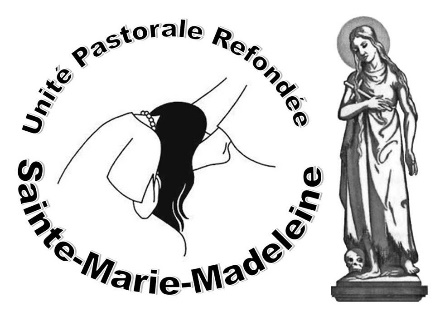 Unité Pastorale Refondée
Sainte-Marie-Madeleine